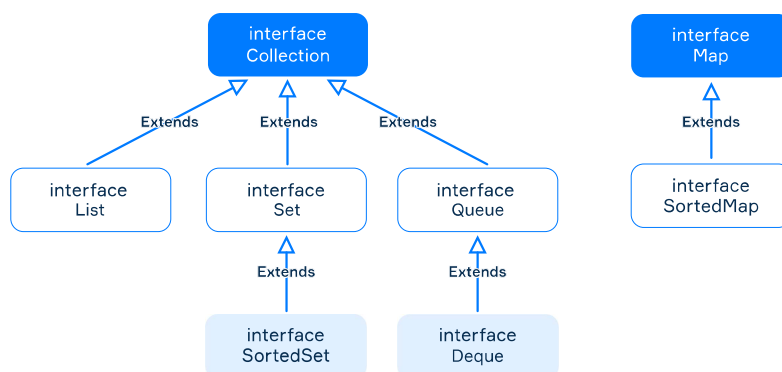 interface
Collection
interface
Map
Extends
Extends
Extends
Extends
interface
List
interface
Set
interface
Queue
interface
SortedMap
Extends
Extends
interface
SortedSet
interface
Deque